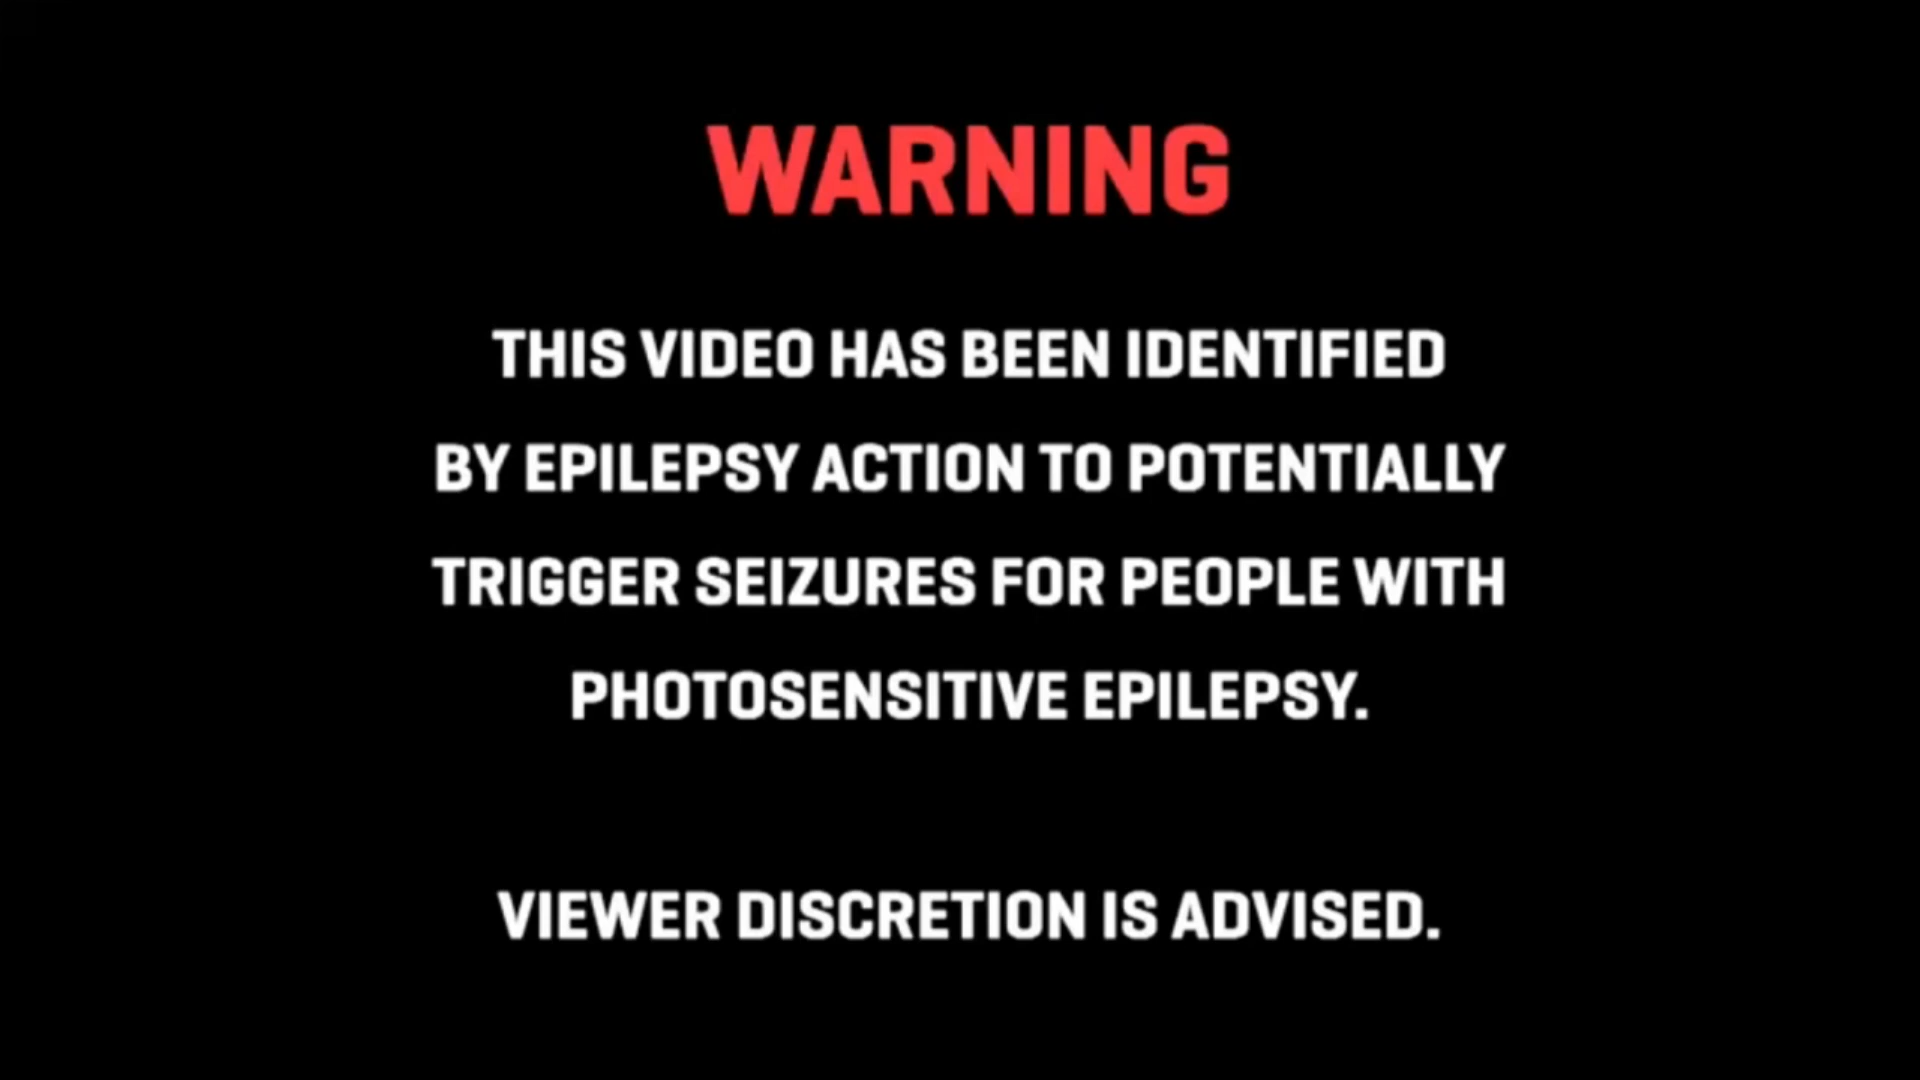 WARNING
THIS VIDEO HAS BEEN IDENTIFIED
BY EPILEPSY ACTION TO POTENTIALLY
TRIGGER SEIZURES FOR PEOPLE WITH
PHOTOSENSITIVE EPILEPSY.
VIEWER DISCRETION IS ADVISED.